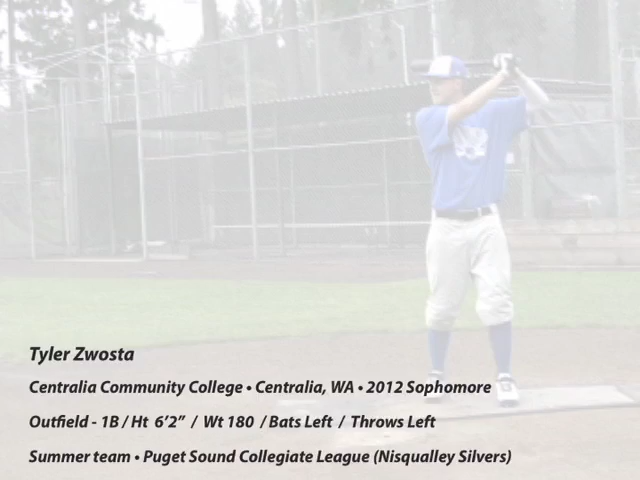 Tyler Zwosta
Centralia Community College • Centralia, WA • 2012 Sophomore
Outfield - 1B / Ht 6’2” / Wt 180 / Bats Left / Throws Left
Summer team • Puget Sound Collegiate League (Nisqualley Silvers)